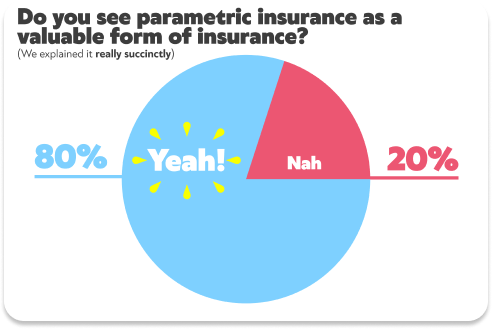 Do you see parametric insurance as a
valuable form of insurance?
(We explained it really succinctly)
80%
Yeah!
Nah
20%